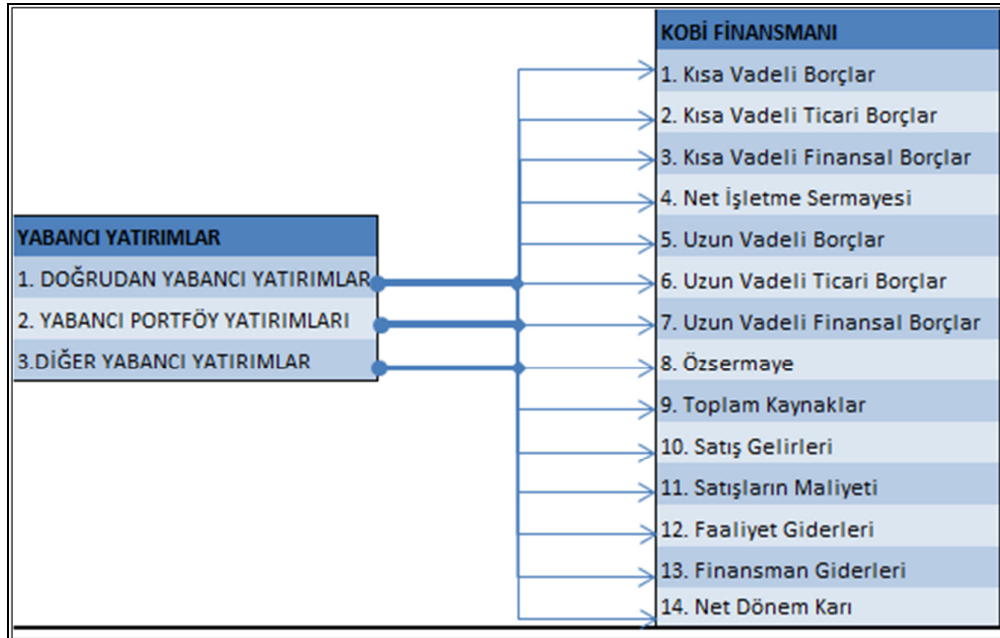 YABANCI YATIRIMLAR
1. DOĞRUDAN YABANCI YATIRIMLAR
2. YABANCI PORTFÖY YATIRIMLARI
3.DİĞER YABANCI YATIRIMLAR
KOBİ FİNANSMANI
1. Kısa Vadeli Borçlar
2. Kısa Vadeli Ticari Borçlar
3. Kısa Vadeli Finansal Borçlar
4. Net İşletme Sermayesi
5. Uzun Vadeli Borçlar
6. Uzun Vadeli Ticari Borçlar
7. Uzun Vadeli Finansal Borçlar
8. Özsermaye
9. Toplam Kaynaklar
10. Satış Gelirleri
11. Satışların Maliyeti
12. Faaliyet Giderleri
13. Finansman Giderleri
14. Net Dönem Karı